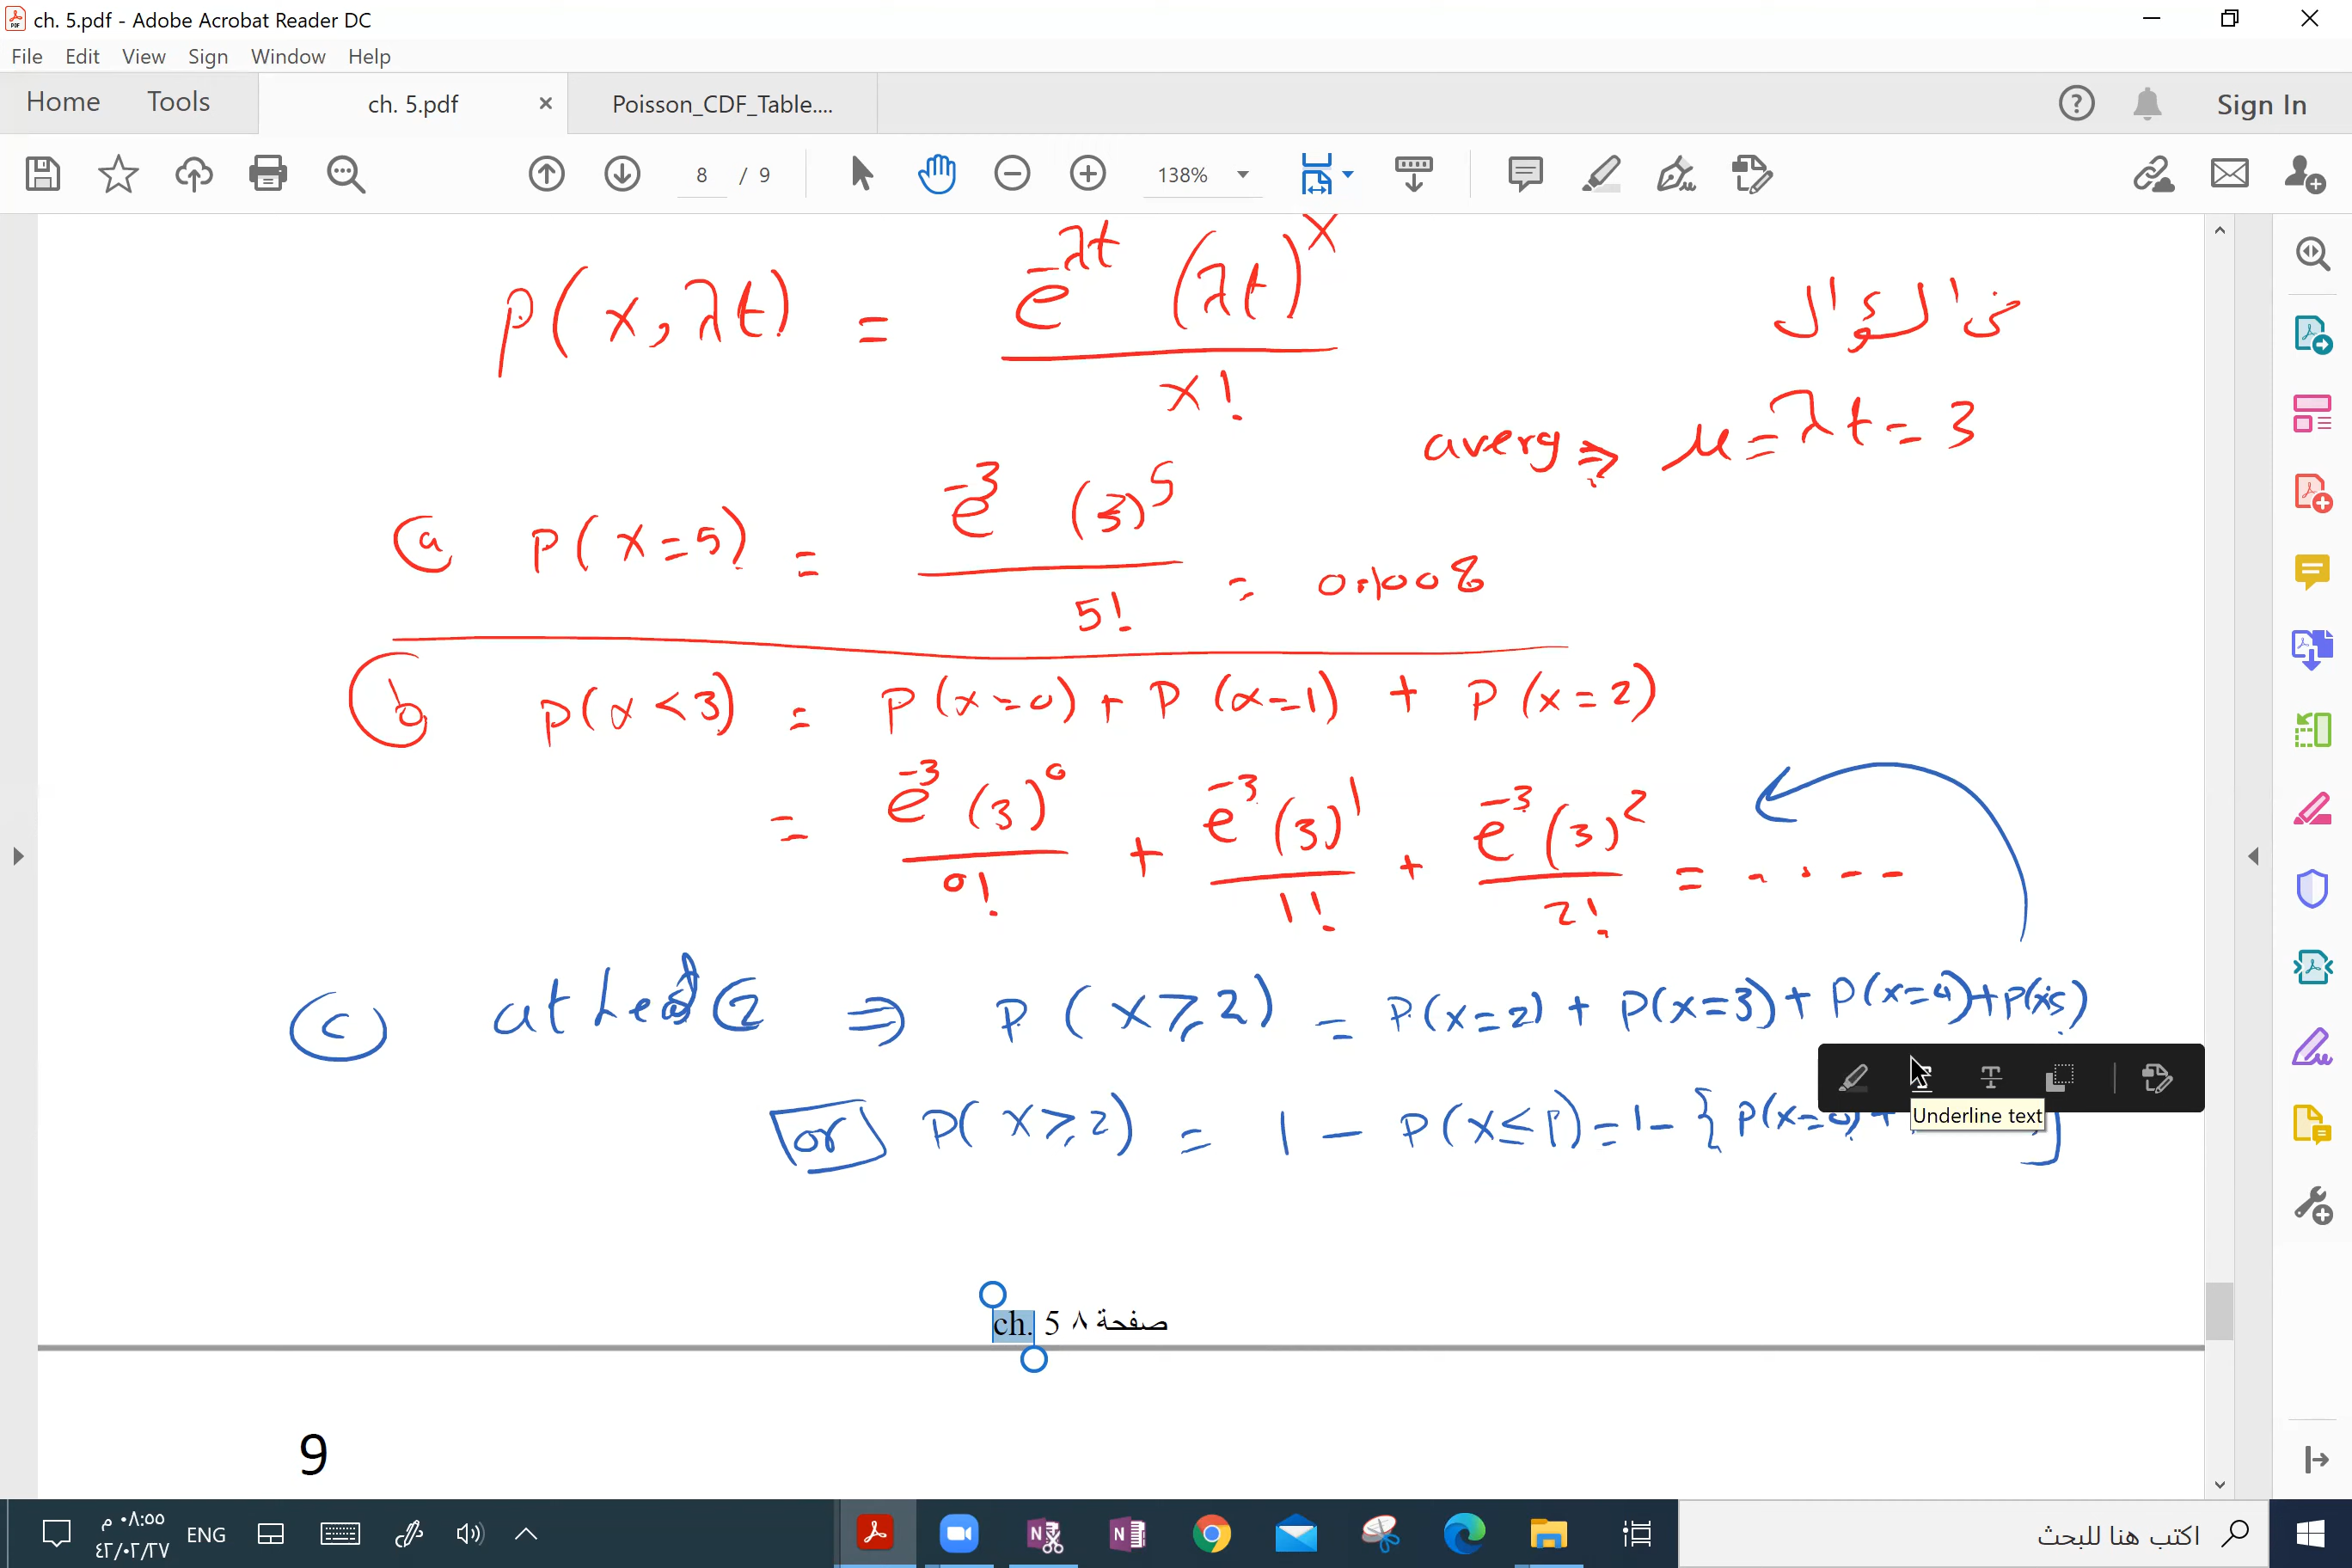 ch. 5.pdf - Adobe Acrobat Reader DC
File Edit View Sign Window Help
Home Tools ch. 5.pdf Poisson_CDF_Table.... Sign In
8 / 9 138%
P(x, λt) = e^-λt (λt)^x / x!
averg ⇒ μ = λt = 3
a P(x=5) = e^-3 (3)^5 / 5! = 0.1008
b P(x<3) = P(x=0) + P(x=1) + P(x=2)
= e^-3 (3)^0 / 0! + e^-3 (3)^1 / 1! + e^-3 (3)^2 / 2! = ....
c at least 2 ⇒ P(x≥2) = P(x=2) + P(x=3) + P(x=4) + P(x=5)
Underline text
or P(x≥2) = 1 - P(x≤1) = 1 - { P(x=0) +
ch. 5 صفحة ٨
9
٠٨:٥٥ م
٤٢/٠٢/٢٧
ENG
اكتب هنا للبحث